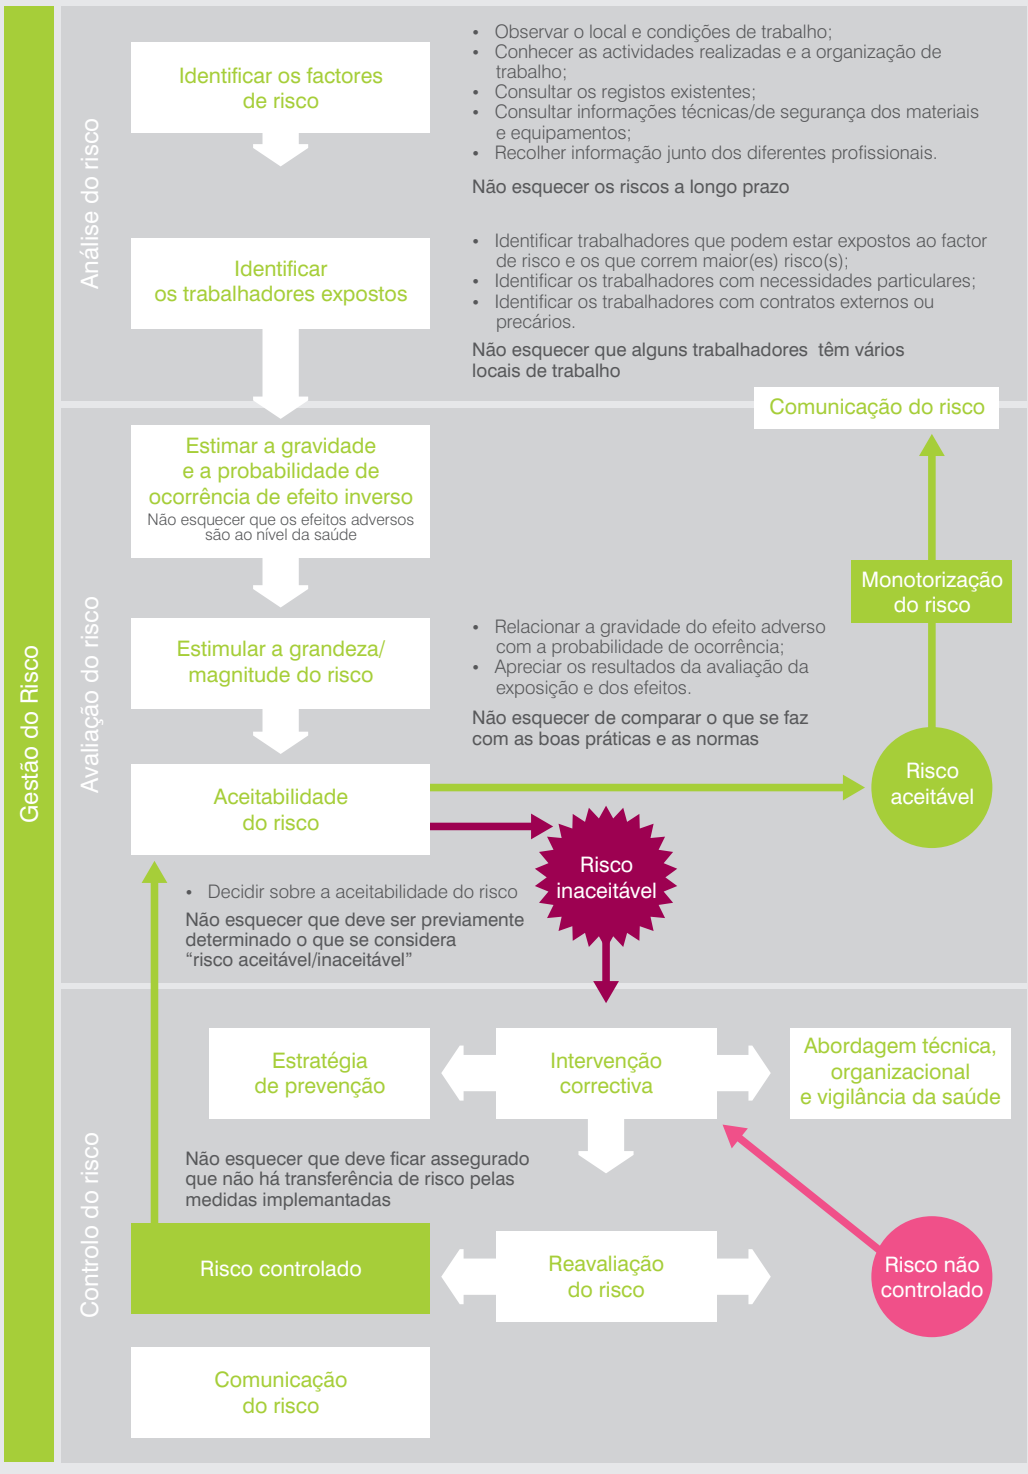 Gestão do Risco
Análise do risco
Identificar os factores
de risco
• Observar o local e condições de trabalho;
• Conhecer as actividades realizadas e a organização de
trabalho;
• Consultar os registos existentes;
• Consultar informações técnicas/de segurança dos materiais
e equipamentos;
• Recolher informação junto dos diferentes profissionais.
Não esquecer os riscos a longo prazo
Identificar
os trabalhadores expostos
• Identificar trabalhadores que podem estar expostos ao factor
de risco e os que correm maior(es) risco(s);
• Identificar os trabalhadores com necessidades particulares;
• Identificar os trabalhadores com contratos externos ou
precários.
Não esquecer que alguns trabalhadores têm vários
locais de trabalho
Avaliação do risco
Comunicação do risco
Estimar a gravidade
e a probabilidade de
ocorrência de efeito inverso
Não esquecer que os efeitos adversos
são ao nível da saúde
Monotorização
do risco
Estimular a grandeza/
magnitude do risco
• Relacionar a gravidade do efeito adverso
com a probabilidade de ocorrência;
• Apreciar os resultados da avaliação da
exposição e dos efeitos.
Não esquecer de comparar o que se faz
com as boas práticas e as normas
Aceitabilidade
do risco
Risco
aceitável
Risco
inaceitável
• Decidir sobre a aceitabilidade do risco
Não esquecer que deve ser previamente
determinado o que se considera
“risco aceitável/inaceitável”
Controlo do risco
Estratégia
de prevenção
Intervenção
correctiva
Abordagem técnica,
organizacional
e vigilância da saúde
Não esquecer que deve ficar assegurado
que não há transferência de risco pelas
medidas implemantadas
Risco controlado
Reavaliação
do risco
Risco não
controlado
Comunicação
do risco